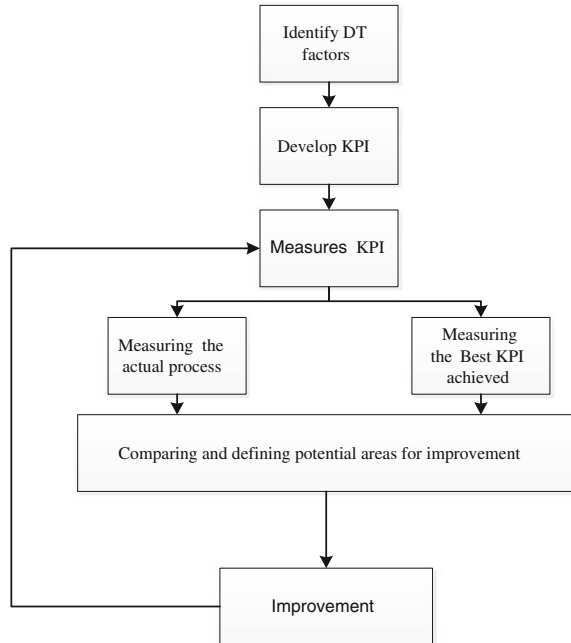 Identify DT
factors
Develop KPI
Measures KPI
Measuring the
actual process
Measuring
the Best KPI
achieved
Comparing and defining potential areas for improvement
Improvement